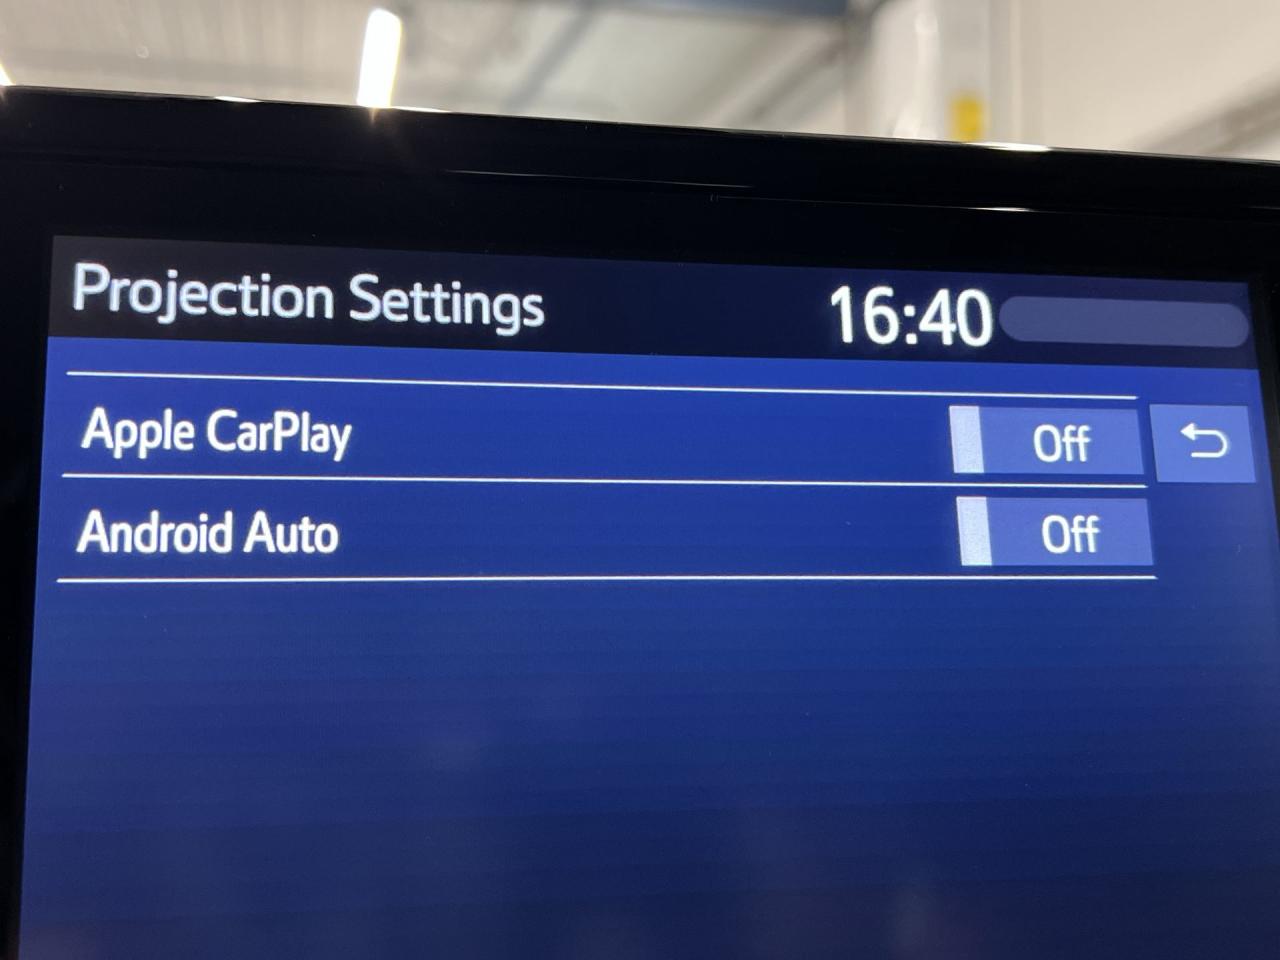 Projection Settings 16:40
Apple CarPlay Off
Android Auto Off